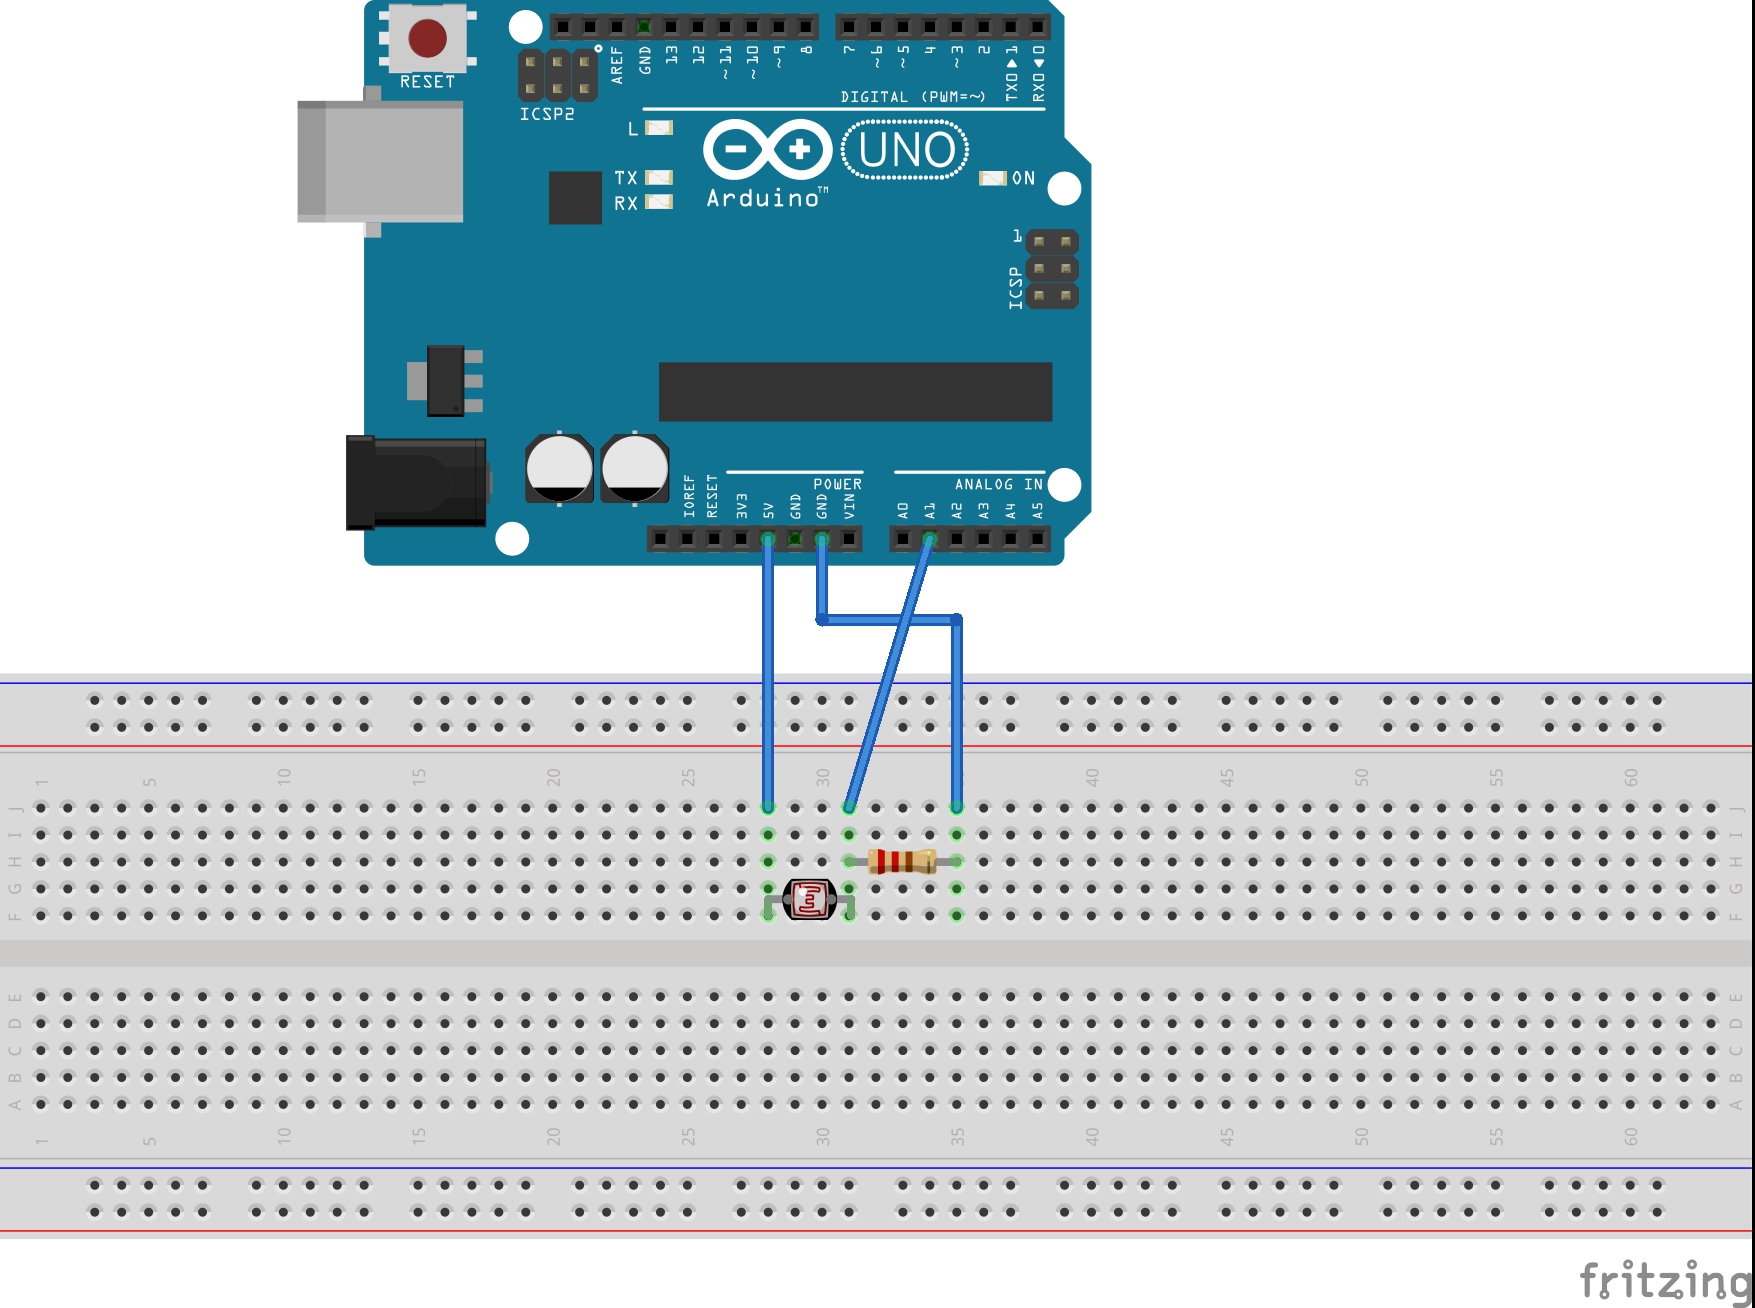 RESET
ICSP2
AREF
GND
13
12
~11
~10
~9
8
7
~6
~5
4
~3
2
TX0▶1
RX0◀0
DIGITAL (PWM=~)
L
TX
RX
Arduino™
UNO
ON
1
ICSP
IOREF
RESET
3V3
5V
GND
GND
VIN
POWER
A0
A1
A2
A3
A4
A5
ANALOG IN
1 5 10 15 20 25 30 40 45 50 55 60
J J
I I
H H
G G
F F
E E
D D
C C
B B
A A
1 5 10 15 20 25 30 35 40 45 50 55 60
fritzing